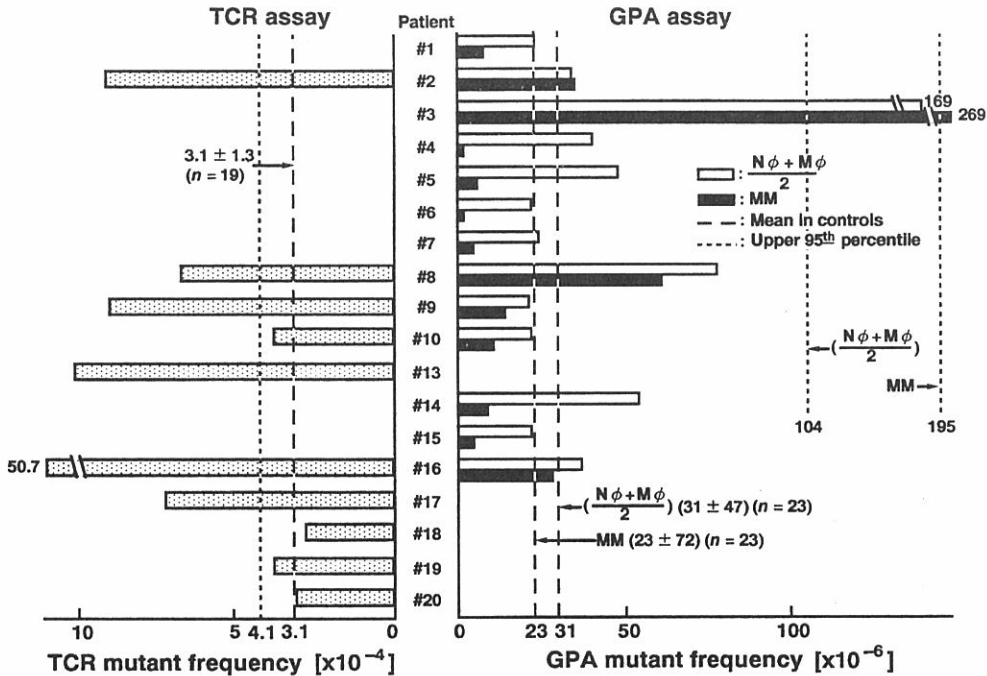 TCR assay
Patient
GPA assay
#1
#2
#3
169
269
#4
#5
#6
#7
#8
#9
#10
#13
#14
#15
#16
#17
#18
#19
#20
3.1 ± 1.3
(n = 19)
50.7
Nφ + Mφ
2
: MM
: Mean in controls
: Upper 95th percentile
(Nφ + Mφ
2)
MM
104
195
(Nφ + Mφ
2) (31 ± 47) (n = 23)
MM (23 ± 72) (n = 23)
10
5
4.1
3.1
0
0
23
31
50
100
TCR mutant frequency [x10⁻⁴]
GPA mutant frequency [x10⁻⁶]